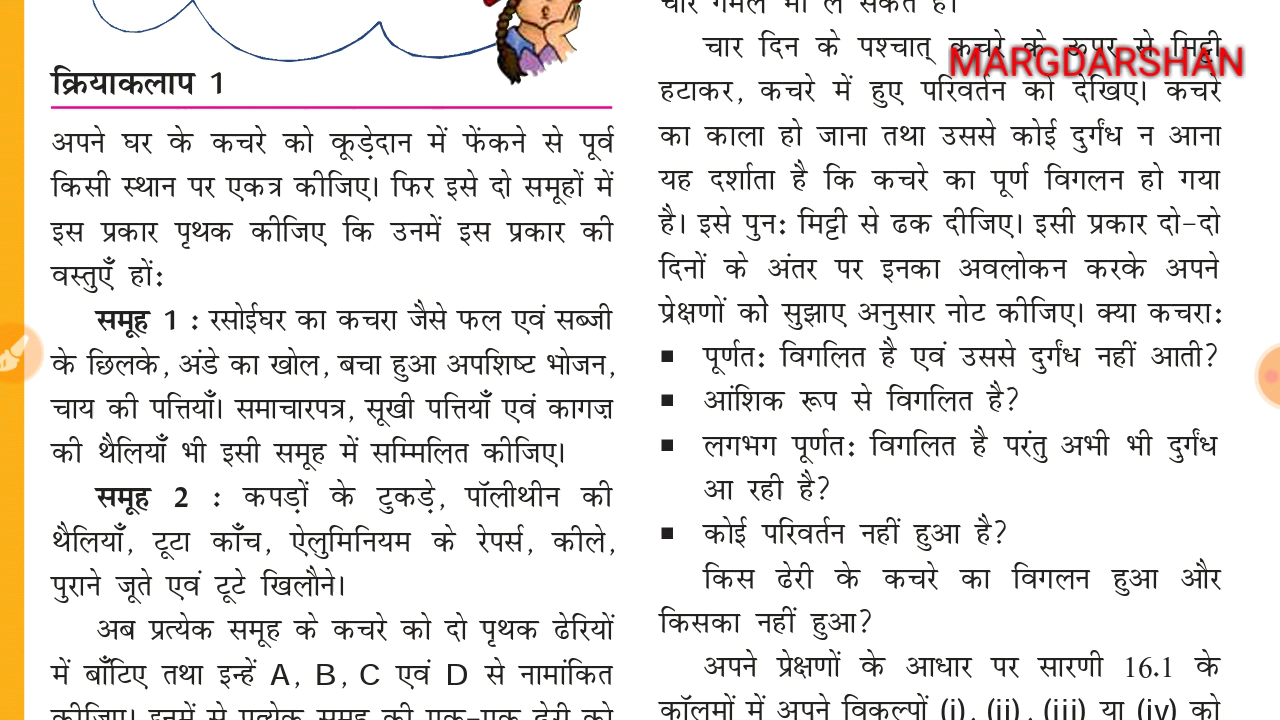 क्रियाकलाप 1
अपने घर के कचरे को कूड़ेदान में फेंकने से पूर्व
किसी स्थान पर एकत्र कीजिए। फिर इसे दो समूहों में
इस प्रकार पृथक कीजिए कि उनमें इस प्रकार की
वस्तुएँ हों:
समूह 1 : रसोईघर का कचरा जैसे फल एवं सब्जी
के छिलके, अंडे का खोल, बचा हुआ अपशिष्ट भोजन,
चाय की पत्तियाँ। समाचारपत्र, सूखी पत्तियाँ एवं कागज़
की थैलियाँ भी इसी समूह में सम्मिलित कीजिए।
समूह 2 : कपड़ों के टुकड़े, पॉलीथीन की
थैलियाँ, टूटा काँच, ऐलुमिनियम के रेपर्स, कीले,
पुराने जूते एवं टूटे खिलौने।
अब प्रत्येक समूह के कचरे को दो पृथक ढेरियों
में बाँटिए तथा इन्हें A, B, C एवं D से नामांकित
कीजिए। इनमें से प्रत्येक समूह की एक-एक ढेरी को
चार गमले भी ले सकते हैं।
चार दिन के पश्चात् कचरे के ऊपर से मिट्टी
MARGDARSHAN
हटाकर, कचरे में हुए परिवर्तन को देखिए। कचरे
का काला हो जाना तथा उससे कोई दुर्गंध न आना
यह दर्शाता है कि कचरे का पूर्ण विगलन हो गया
है। इसे पुन: मिट्टी से ढक दीजिए। इसी प्रकार दो-दो
दिनों के अंतर पर इनका अवलोकन करके अपने
प्रेक्षणों को सुझाए अनुसार नोट कीजिए। क्या कचरा:
■ पूर्णत: विगलित है एवं उससे दुर्गंध नहीं आती?
■ आंशिक रूप से विगलित है?
■ लगभग पूर्णत: विगलित है परंतु अभी भी दुर्गंध
आ रही है?
■ कोई परिवर्तन नहीं हुआ है?
किस ढेरी के कचरे का विगलन हुआ और
किसका नहीं हुआ?
अपने प्रेक्षणों के आधार पर सारणी 16.1 के
कॉलमों में अपने विकल्पों (i), (ii), (iii) या (iv) को